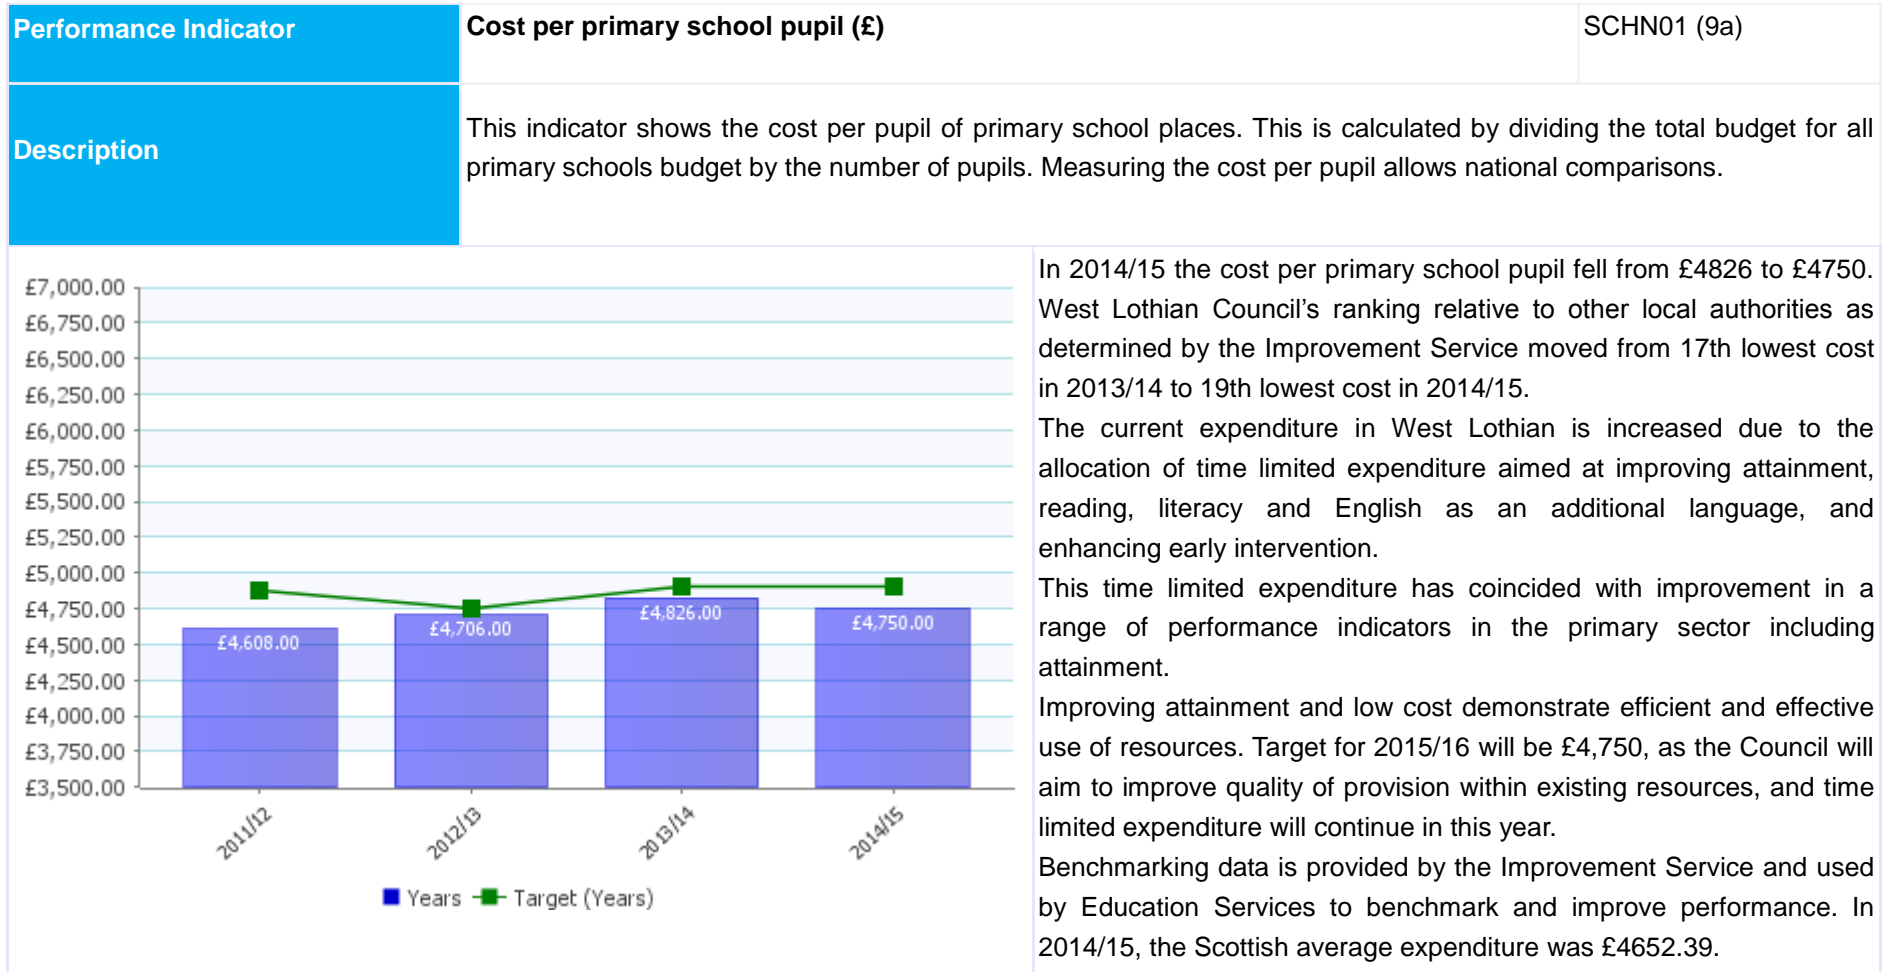 Performance Indicator
Cost per primary school pupil (£)
SCHN01 (9a)
Description
This indicator shows the cost per pupil of primary school places. This is calculated by dividing the total budget for all
primary schools budget by the number of pupils. Measuring the cost per pupil allows national comparisons.
£7,000.00
£6,750.00
£6,500.00
£6,250.00
£6,000.00
£5,750.00
£5,500.00
£5,250.00
£5,000.00
£4,750.00
£4,500.00
£4,250.00
£4,000.00
£3,750.00
£3,500.00
£4,608.00
£4,706.00
£4,826.00
£4,750.00
2011/12
2012/13
2013/14
2014/15
Years
Target (Years)
In 2014/15 the cost per primary school pupil fell from £4826 to £4750.
West Lothian Council’s ranking relative to other local authorities as
determined by the Improvement Service moved from 17th lowest cost
in 2013/14 to 19th lowest cost in 2014/15.
The current expenditure in West Lothian is increased due to the
allocation of time limited expenditure aimed at improving attainment,
reading, literacy and English as an additional language, and
enhancing early intervention.
This time limited expenditure has coincided with improvement in a
range of performance indicators in the primary sector including
attainment.
Improving attainment and low cost demonstrate efficient and effective
use of resources. Target for 2015/16 will be £4,750, as the Council will
aim to improve quality of provision within existing resources, and time
limited expenditure will continue in this year.
Benchmarking data is provided by the Improvement Service and used
by Education Services to benchmark and improve performance. In
2014/15, the Scottish average expenditure was £4652.39.